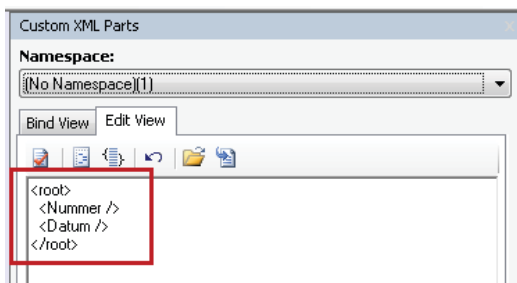 Custom XML Parts
Namespace:
(No Namespace)(1)
Bind View
Edit View
<root>
<Nummer />
<Datum />
</root>